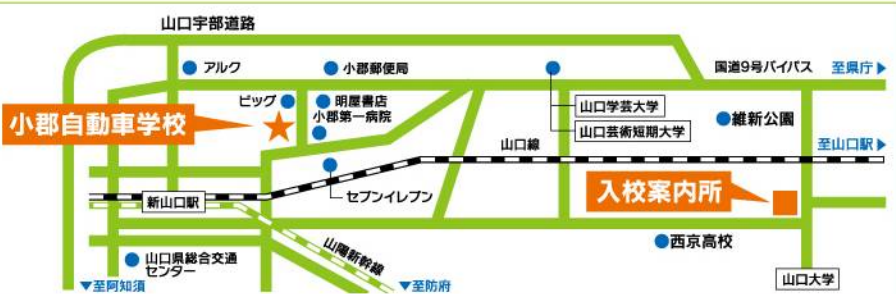 山口宇部道路
アルク
小郡郵便局
国道9号バイパス
至県庁▶
ビッグ
明屋書店
小郡第一病院
山口学芸大学
山口芸術短期大学
維新公園
小郡自動車学校
山口線
至山口駅▶
セブンイレブン
入校案内所
新山口駅
山陽新幹線
西京高校
山口県総合交通
センター
山口大学
▼至阿知須
▼至防府